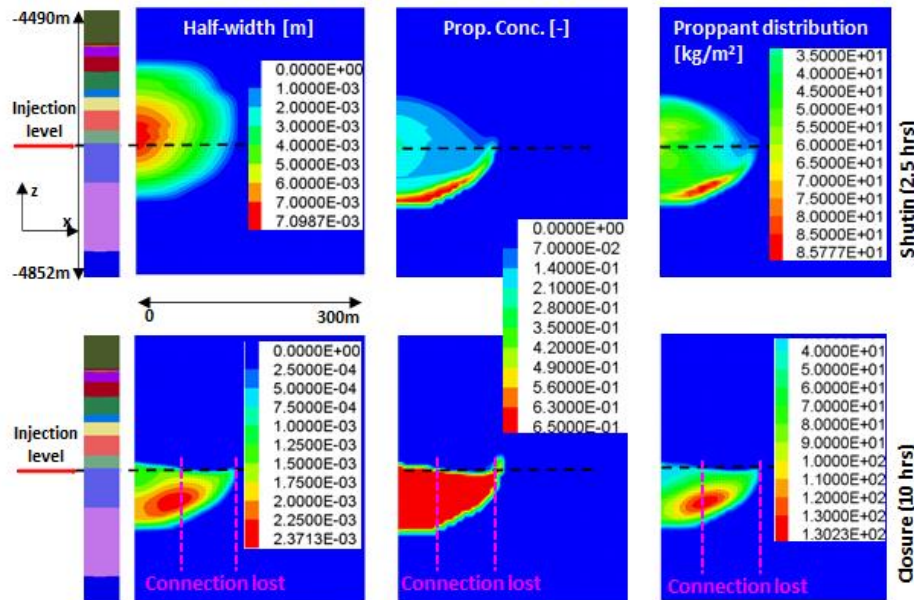 -4490m
Injection
level
z
x
-4852m
Half-width [m]
0.0000E+00
1.0000E-03
2.0000E-03
3.0000E-03
4.0000E-03
5.0000E-03
6.0000E-03
7.0000E-03
7.0987E-03
Prop. Conc. [-]
Proppant distribution
[kg/m²]
3.5000E+01
4.0000E+01
4.5000E+01
5.0000E+01
5.5000E+01
6.0000E+01
6.5000E+01
7.0000E+01
7.5000E+01
8.0000E+01
8.5000E+01
8.5777E+01
Shutin (2.5 hrs)
0.0000E+00
7.0000E-02
1.4000E-01
2.1000E-01
2.8000E-01
3.5000E-01
4.2000E-01
4.9000E-01
5.6000E-01
6.3000E-01
6.5000E-01
0
300m
Injection
level
0.0000E+00
2.5000E-04
5.0000E-04
7.5000E-04
1.0000E-03
1.2500E-03
1.5000E-03
1.7500E-03
2.0000E-03
2.2500E-03
2.3713E-03
Connection lost
Connection lost
4.0000E+01
5.0000E+01
6.0000E+01
7.0000E+01
8.0000E+01
9.0000E+01
1.0000E+02
1.1000E+02
1.2000E+02
1.3000E+02
1.3023E+02
Connection lost
Closure (10 hrs)